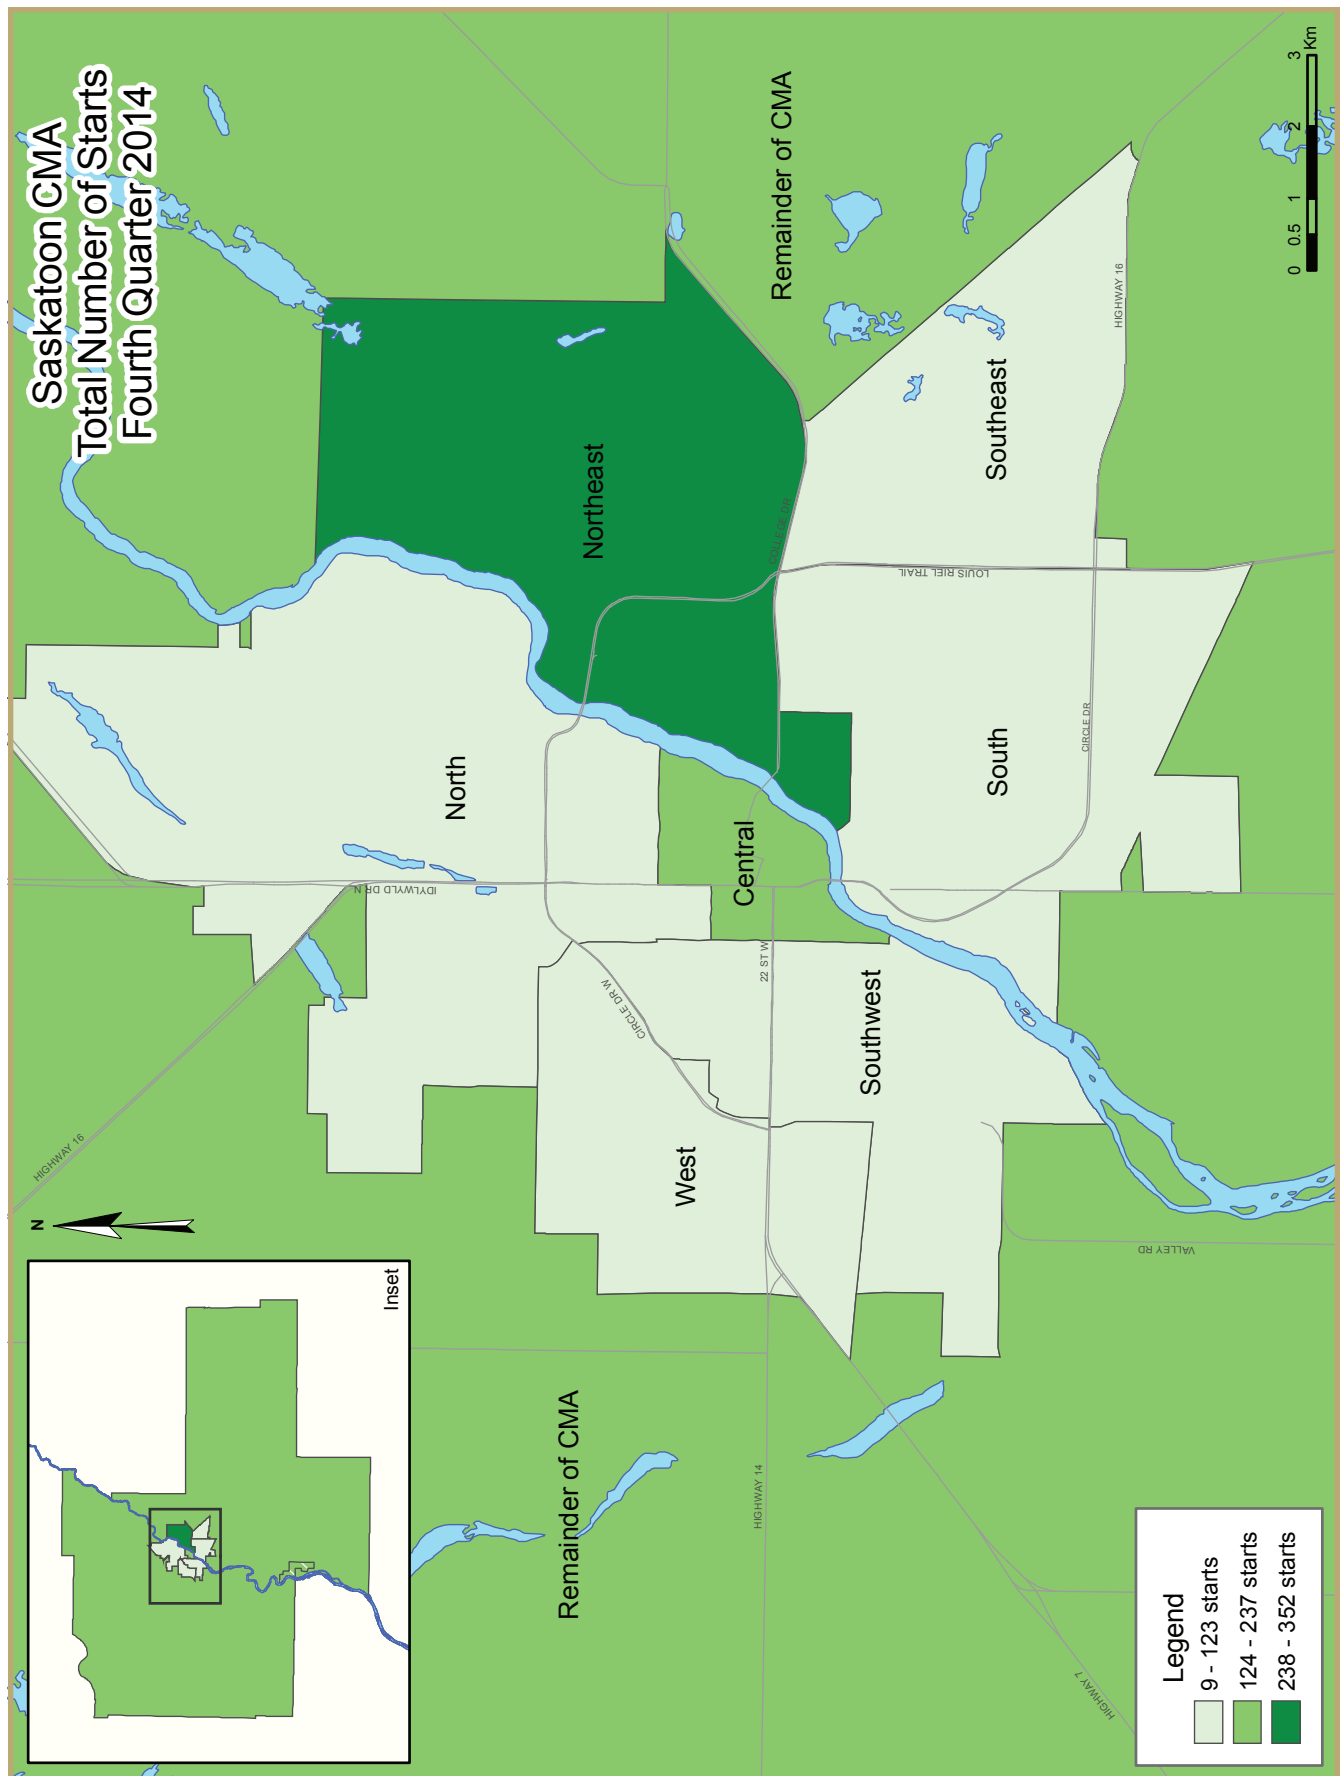 Saskatoon CMA
Total Number of Starts
Fourth Quarter 2014
N
Inset
HIGHWAY 16
IDYLWYLD DR N
North
Northeast
CIRCLE DR W
Central
22 ST W
COLLEGE DR
Remainder of CMA
West
Southwest
South
Southeast
LOUIS RIEL TRAIL
CIRCLE DR
HIGHWAY 16
VALLEY RD
Remainder of CMA
HIGHWAY 14
HIGHWAY 7
Legend
9 - 123 starts
124 - 237 starts
238 - 352 starts
0 0.5 1 2 3 Km